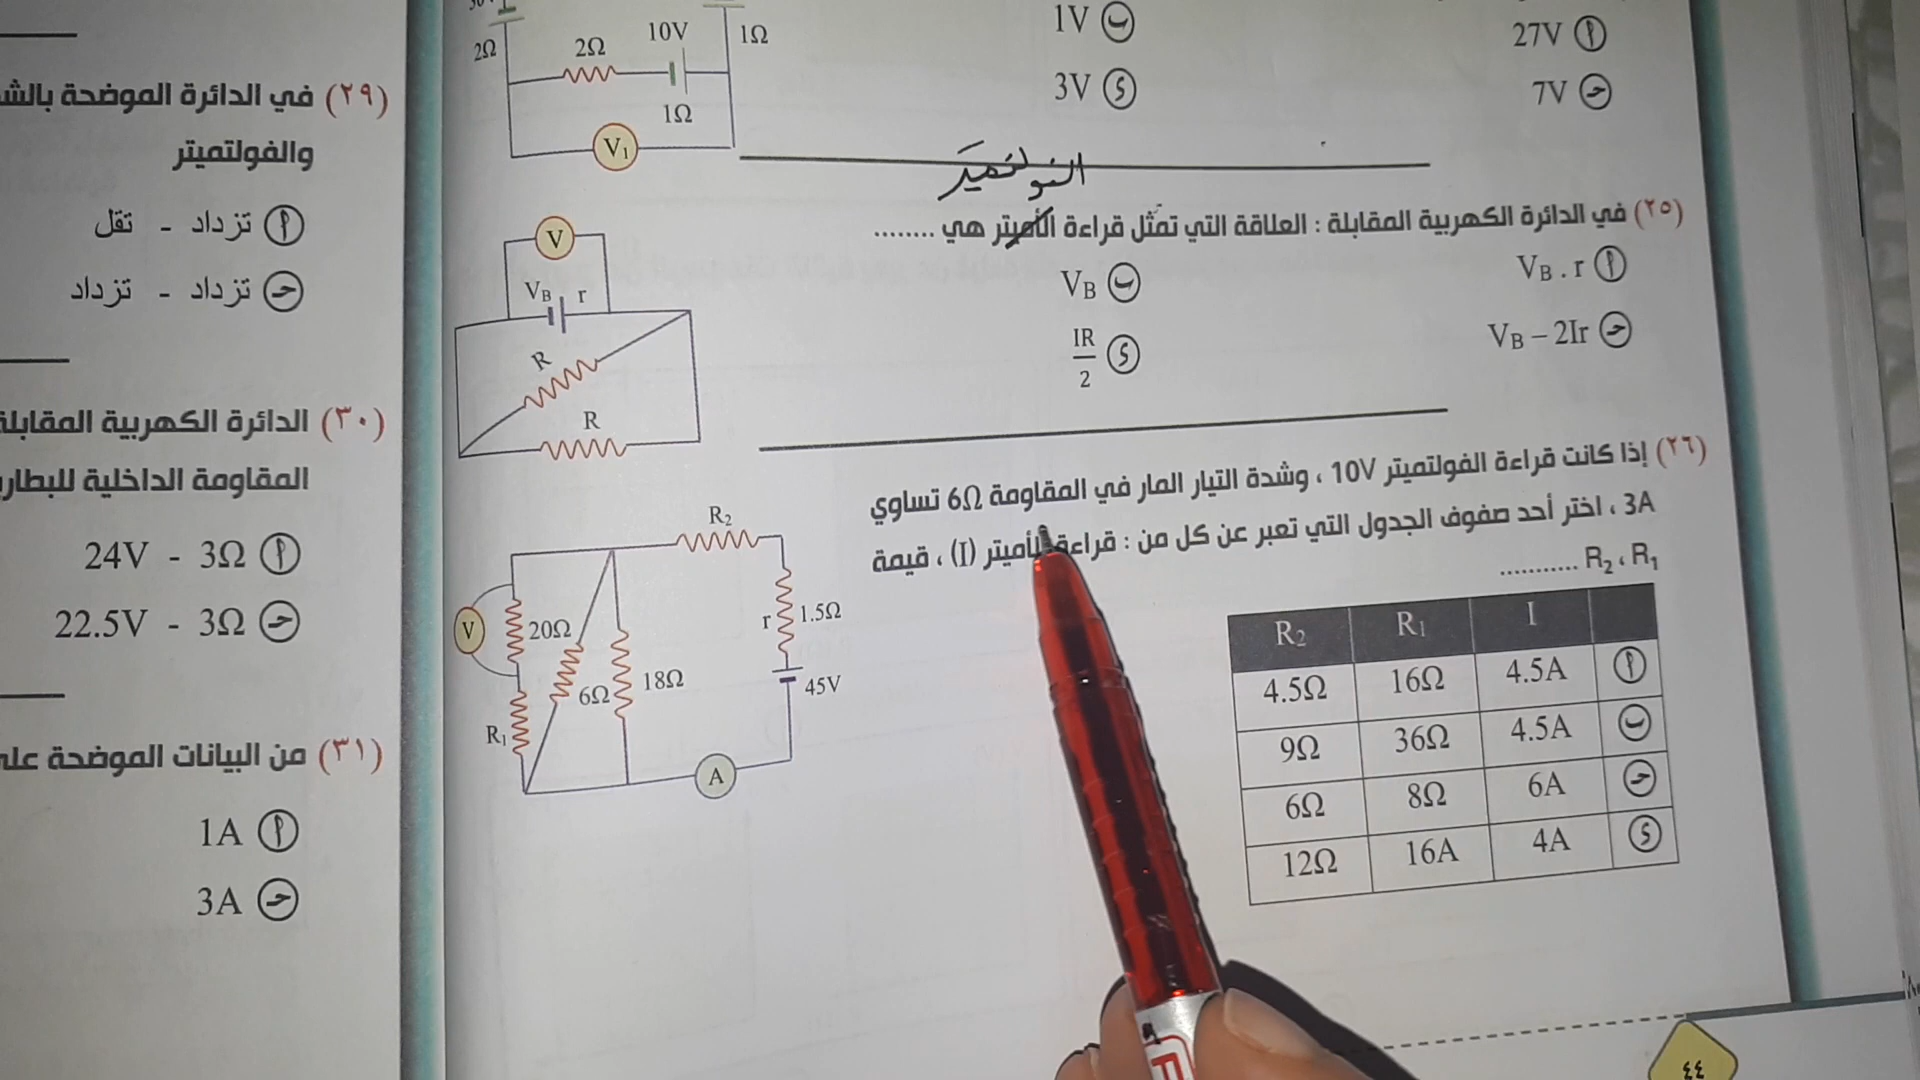 2Ω
2Ω
10V
1Ω
1Ω
V₁
أ 27V
ب 1V
ج 7V
د 3V
(٢٥) في الدائرة الكهربية المقابلة : العلاقة التي تمثل قراءة الأميتر هي ........
الفولتميتر
أ V_B . r
ب V_B
ج V_B – 2Ir
د IR/2
V
V_B r
R
R
(٢٦) إذا كانت قراءة الفولتميتر 10V ، وشدة التيار المار في المقاومة 6Ω تساوي
3A ، اختر أحد صفوف الجدول التي تعبر عن كل من : قراءة الأميتر (I) ، قيمة
R₂ ، R₁ ...........
R₂ R₁ I
4.5Ω 16Ω 4.5A أ
9Ω 36Ω 4.5A ب
6Ω 8Ω 6A ج
12Ω 16A 4A د
R₂
V
20Ω
6Ω
18Ω
r 1.5Ω
45V
R₁
A
(٢٩) في الدائرة الموضحة بالش
والفولتميتر
أ تزداد - تقل
ج تزداد - تزداد
(٣٠) الدائرة الكهربية المقابلة
المقاومة الداخلية للبطار
أ 24V - 3Ω
ج 22.5V - 3Ω
(٣١) من البيانات الموضحة عل
أ 1A
ج 3A
٤٤